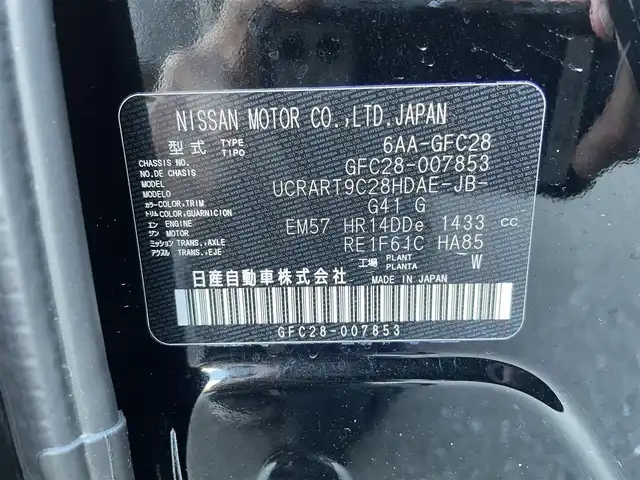 NISSAN MOTOR CO.,LTD.JAPAN
型式 TYPE TIPO 6AA-GFC28
CHASSIS NO. NO.DE CHASIS GFC28-007853
MODEL MODELO UCRART9C28HDAE-JB-
カラー COLOR,TRIM トリム COLOR,GUARNICION G41 G
エン ENGINE ジン MOTOR EM57 HR14DDe 1433 cc
ミッション TRANS.,AXLE アクスル TRANS.,EJE RE1F61C HA85
工場 PLANT PLANTA W
日産自動車株式会社 MADE IN JAPAN
GFC28-007853